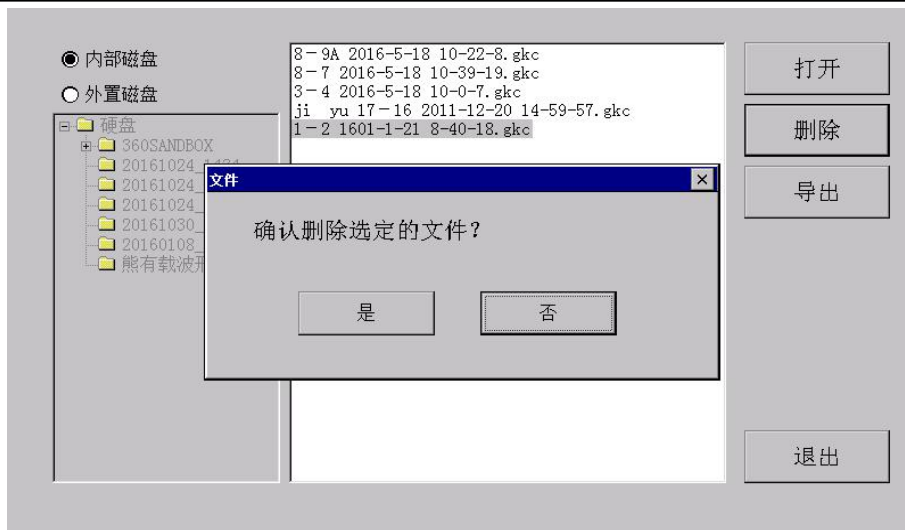 内部磁盘
外置磁盘
硬盘
360SANDBOX
20161024_1434
20161024_
20161024_
20161030_
20160108_
熊有载波形
8－9A 2016-5-18 10-22-8.gkc
8－7 2016-5-18 10-39-19.gkc
3－4 2016-5-18 10-0-7.gkc
ji  yu 17－16 2011-12-20 14-59-57.gkc
1－2 1601-1-21 8-40-18.gkc
打开
删除
导出
退出
文件
确认删除选定的文件？
是
否